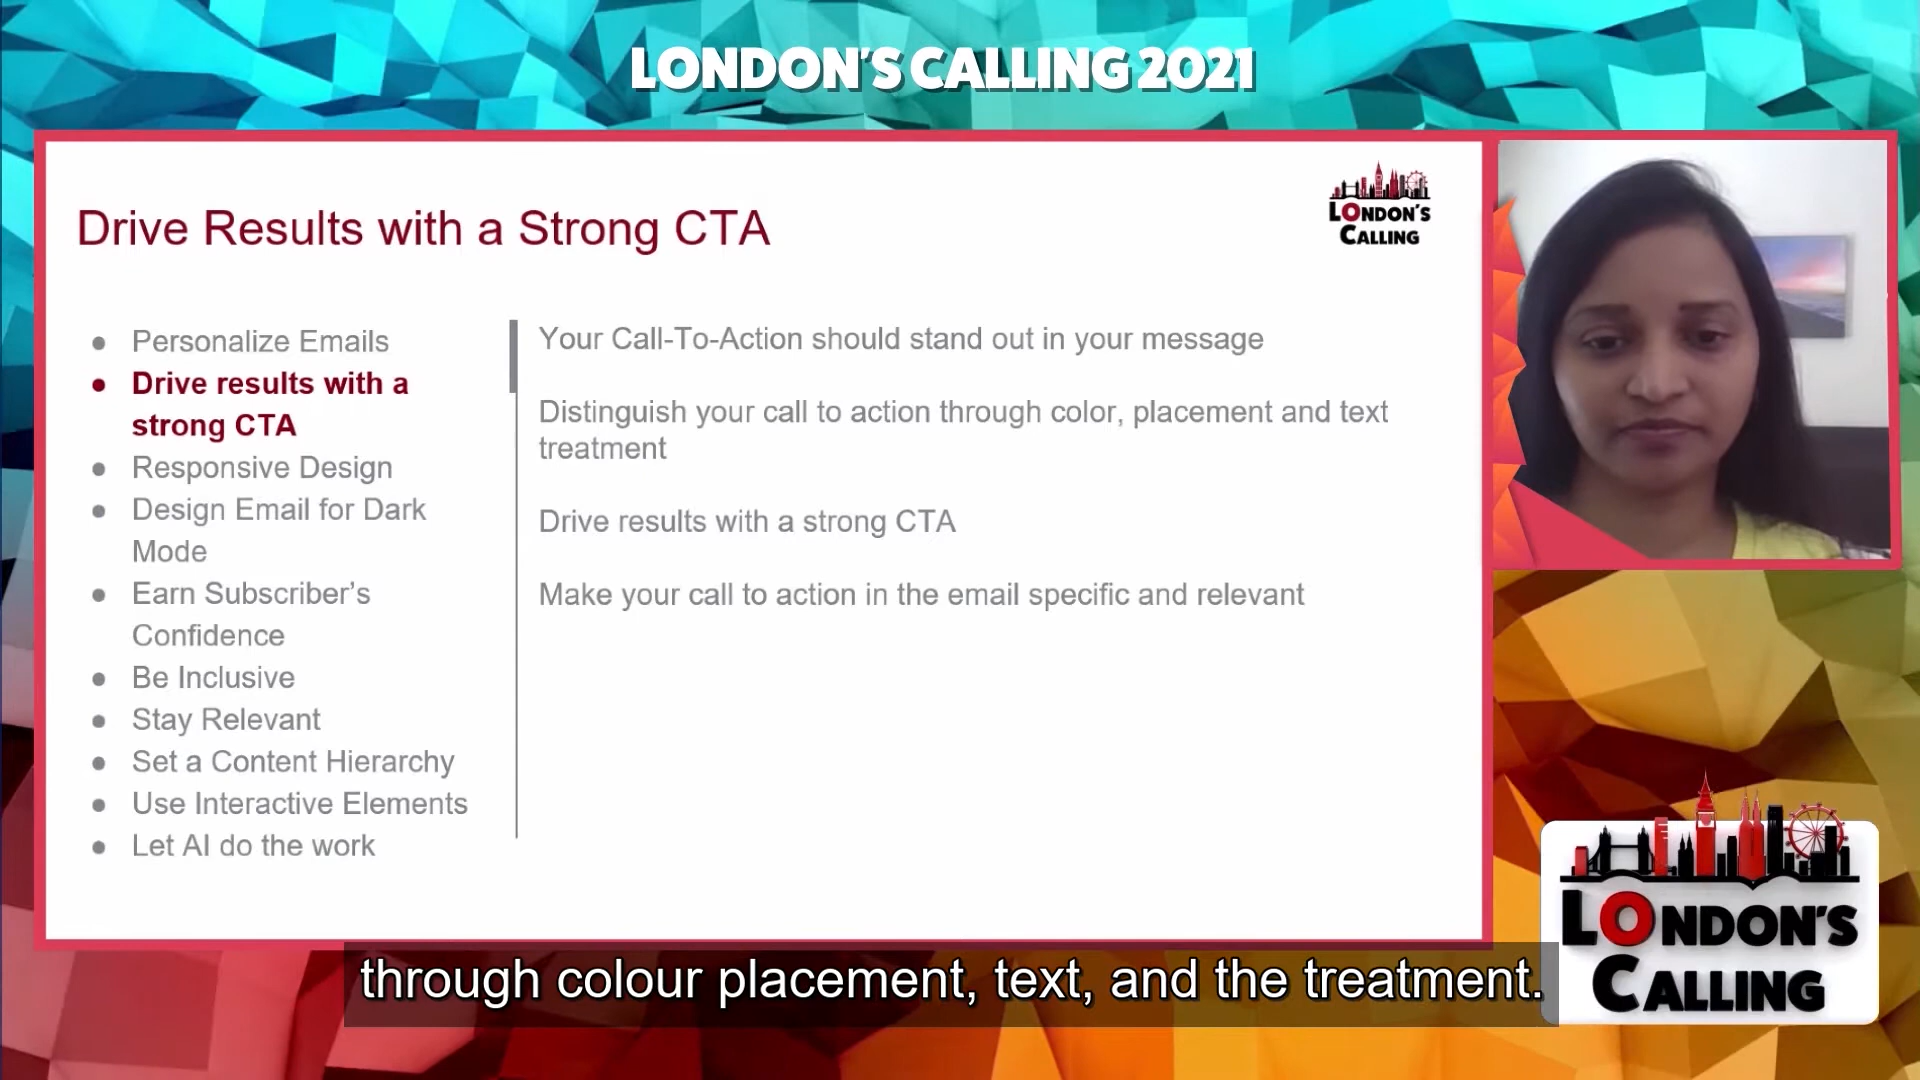 LONDON'S CALLING 2021
Drive Results with a Strong CTA
LONDON'S
CALLING
● Personalize Emails
● Drive results with a
strong CTA
● Responsive Design
● Design Email for Dark
Mode
● Earn Subscriber’s
Confidence
● Be Inclusive
● Stay Relevant
● Set a Content Hierarchy
● Use Interactive Elements
● Let AI do the work
Your Call-To-Action should stand out in your message
Distinguish your call to action through color, placement and text
treatment
Drive results with a strong CTA
Make your call to action in the email specific and relevant
through colour placement, text, and the treatment.
LONDON'S
CALLING